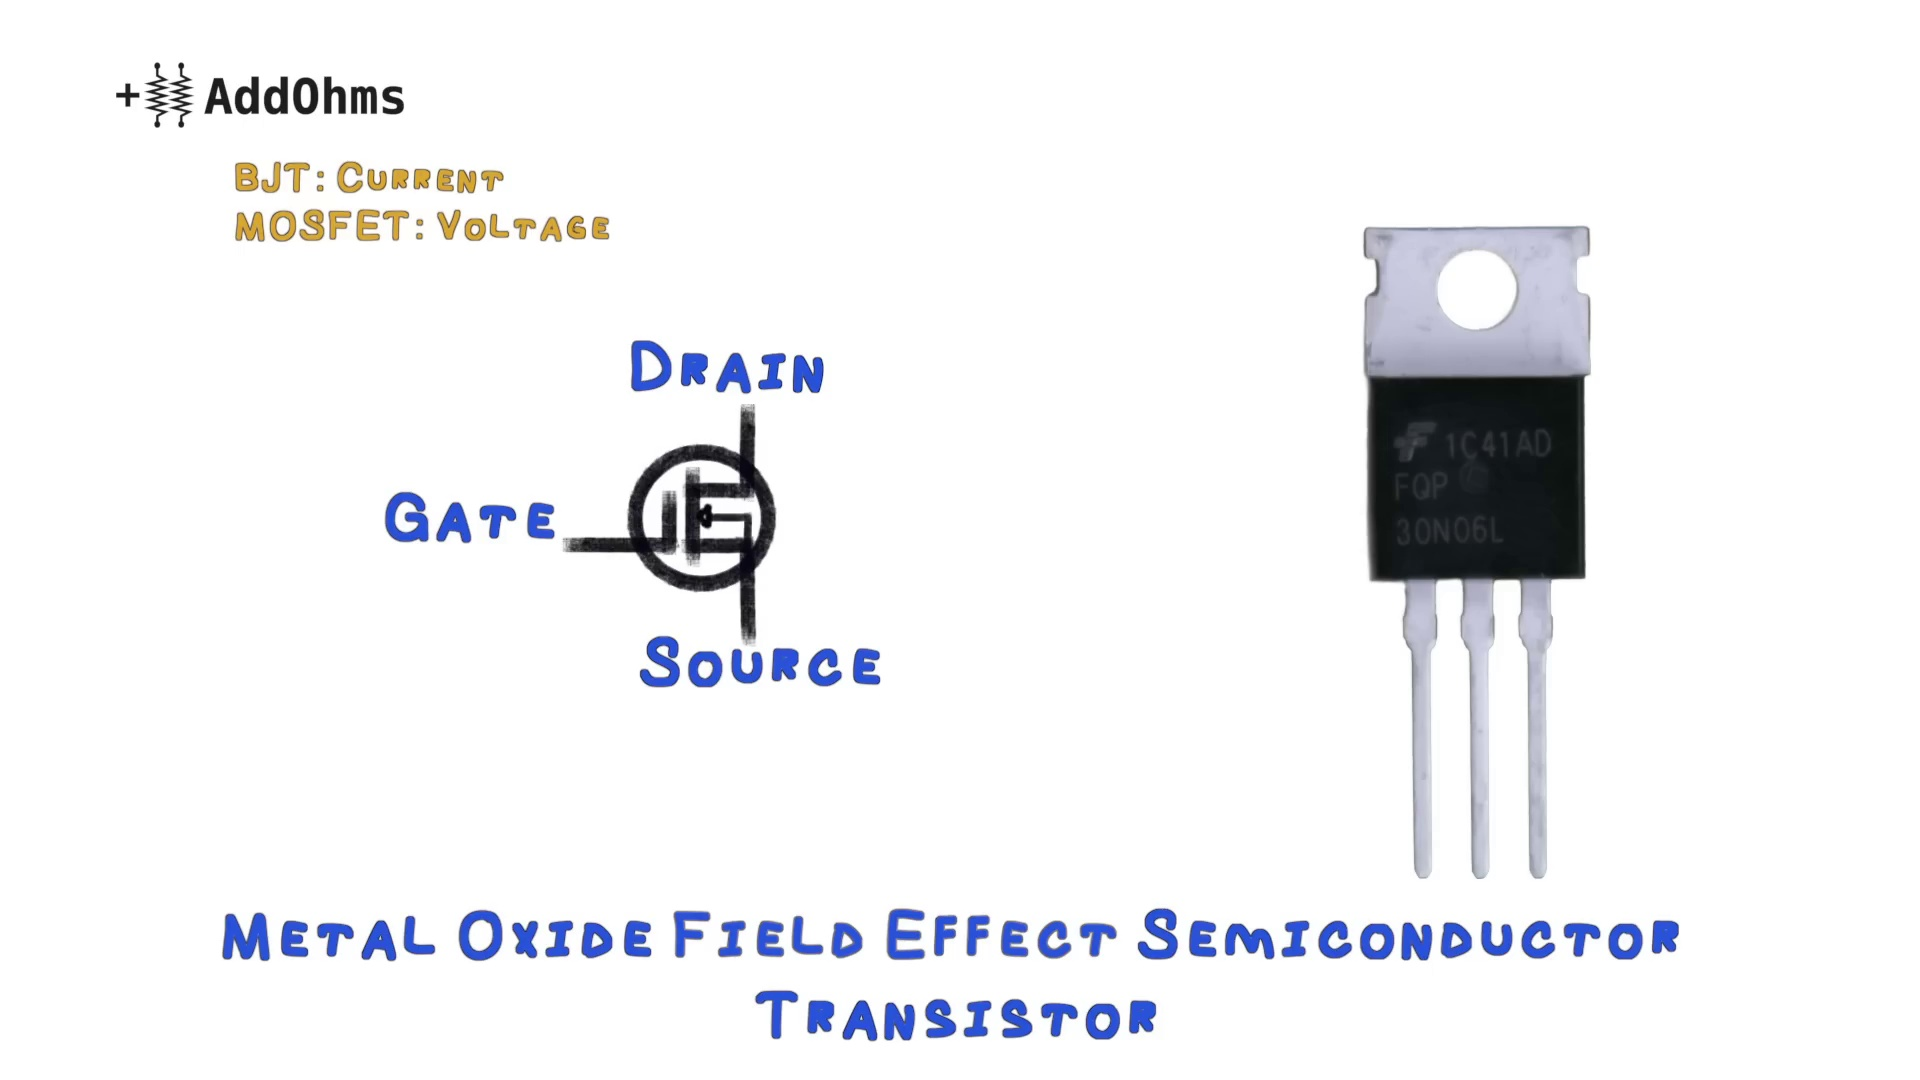 + AddOhms
BJT: Current
MOSFET: Voltage
Drain
Gate
Source
1C41AD
FQP
30N06L
Metal Oxide Field Effect Semiconductor
Transistor